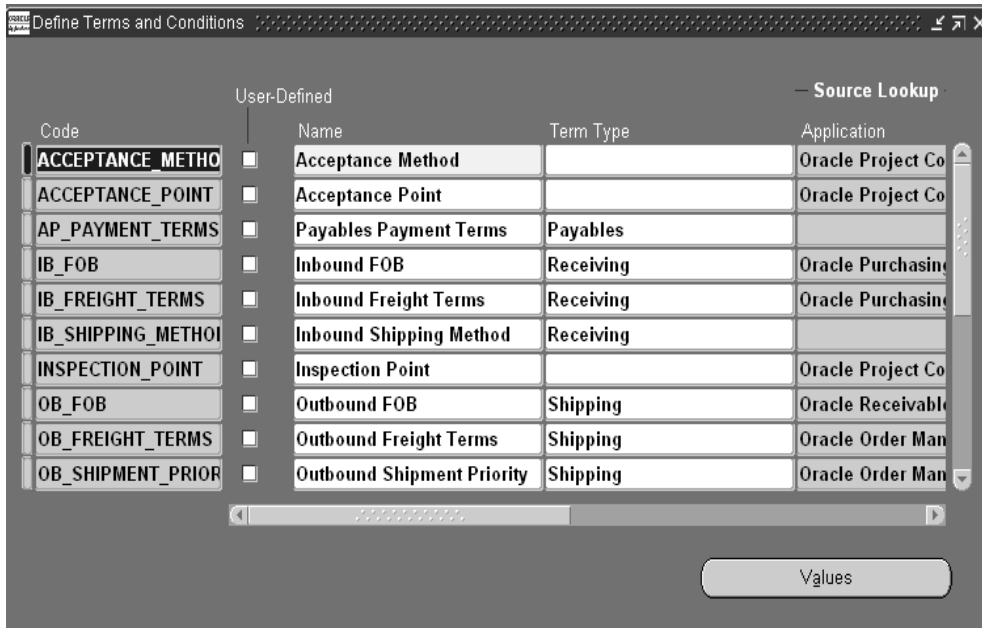 Define Terms and Conditions
Source Lookup
User-Defined
Code Name Term Type Application
ACCEPTANCE_METHO Acceptance Method Oracle Project Co
ACCEPTANCE_POINT Acceptance Point Oracle Project Co
AP_PAYMENT_TERMS Payables Payment Terms Payables
IB_FOB Inbound FOB Receiving Oracle Purchasing
IB_FREIGHT_TERMS Inbound Freight Terms Receiving Oracle Purchasing
IB_SHIPPING_METHO Inbound Shipping Method Receiving
INSPECTION_POINT Inspection Point Oracle Project Co
OB_FOB Outbound FOB Shipping Oracle Receivabl
OB_FREIGHT_TERMS Outbound Freight Terms Shipping Oracle Order Man
OB_SHIPMENT_PRIOR Outbound Shipment Priority Shipping Oracle Order Man
Values